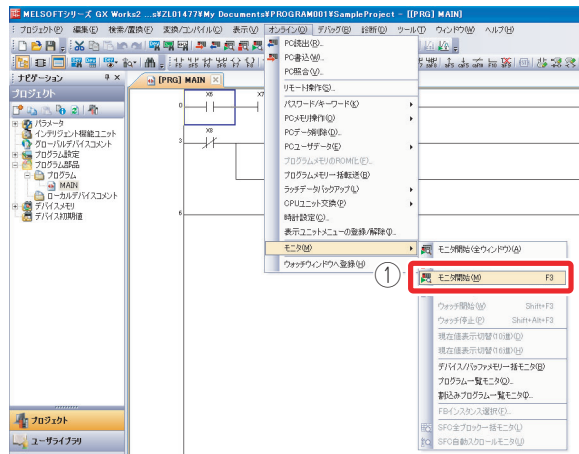 MELSOFTシリーズ GX Works2 ...s¥ZL01477¥My Documents¥PROGRAM001¥SampleProject - [[PRG] MAIN]
プロジェクト(P) 編集(E) 検索/置換(F) 変換/コンパイル(C) 表示(V) オンライン(O) デバッグ(B) 診断(D) ツール(T) ウィンドウ(W) ヘルプ(H)
ナビゲーション
プロジェクト
パラメータ
インテリジェント機能ユニット
グローバルデバイスコメント
プログラム設定
プログラム部品
プログラム
MAIN
ローカルデバイスコメント
デバイスメモリ
デバイス初期値
プロジェクト
ユーザライブラリ
[PRG] MAIN
X6
X7
0
X8
3
6
PC読出(R)...
PC書込(W)...
PC照合(V)...
リモート操作(S)...
パスワード/キーワード(K)
PCメモリ操作(O)
PCデータ削除(D)...
PCユーザデータ(E)
プログラムメモリのROM化(E)...
プログラムメモリ一括転送(B)
ラッチデータバックアップ(L)
CPUユニット交換(P)
時計設定(C)...
表示ユニットメニューの登録/解除(I)...
モニタ(M)
ウォッチウィンドウへ登録(H)
①
モニタ開始(全ウィンドウ)(A)
モニタ開始(M) F3
ウォッチ開始(W) Shift+F3
ウォッチ停止(P) Shift+Alt+F3
現在値表示切替(10進)(D)
現在値表示切替(16進)(H)
デバイス/バッファメモリ一括モニタ(B)
プログラム一覧モニタ(O)...
割込みプログラム一覧モニタ(I)...
FBインスタンス選択(F)...
SFC全ブロック一括モニタ(L)
SFC自動スクロールモニタ(U)